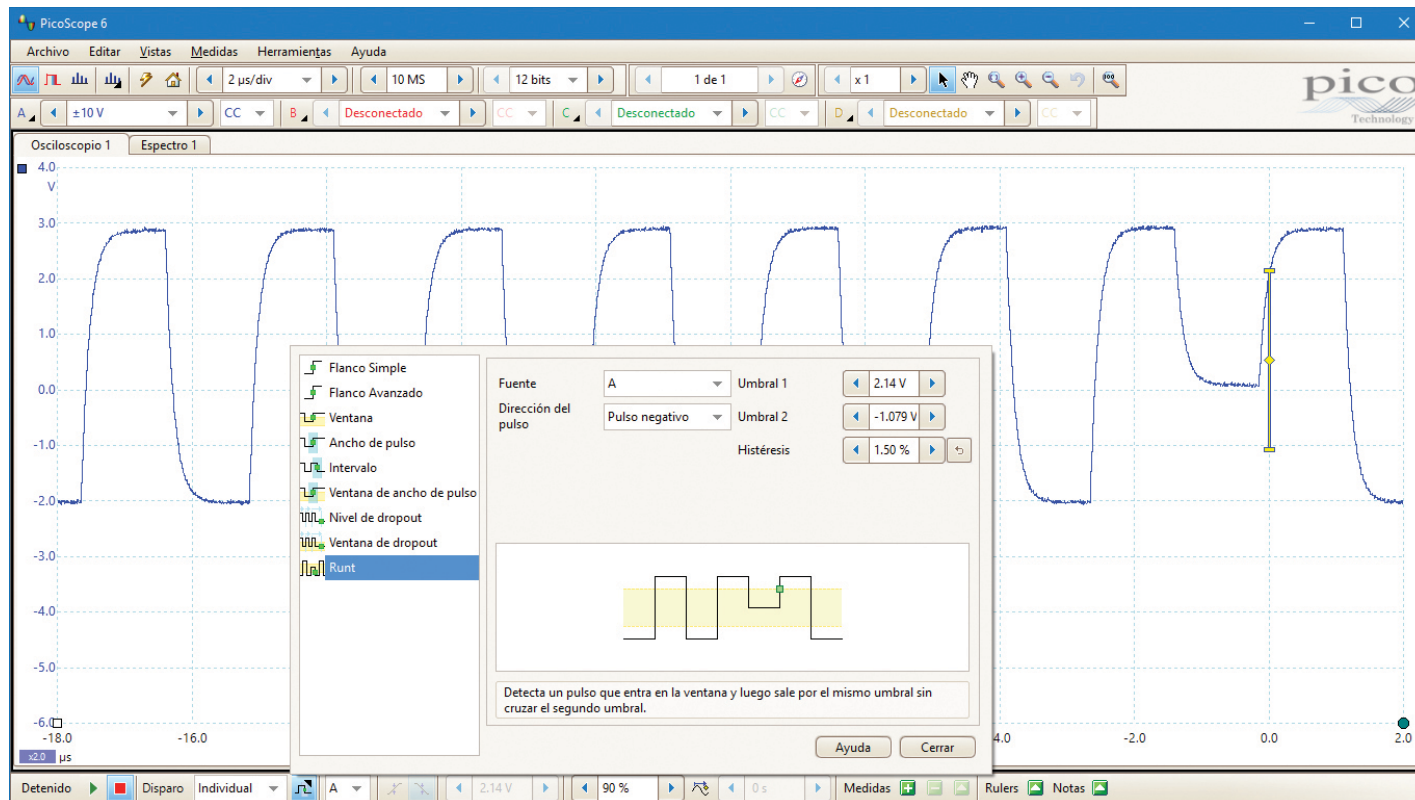 PicoScope 6
Archivo Editar Vistas Medidas Herramientas Ayuda
2 µs/div 10 MS 12 bits 1 de 1 x 1
pico
Technology
A ±10 V CC B Desconectado CC C Desconectado CC D Desconectado CC
Osciloscopio 1 Espectro 1
4.0
V
3.0
2.0
1.0
0.0
-1.0
-2.0
-3.0
-4.0
-5.0
-6.0
-18.0 -16.0 4.0 -2.0 0.0 2.0
x2.0 µs
Flanco Simple
Flanco Avanzado
Ventana
Ancho de pulso
Intervalo
Ventana de ancho de pulso
Nivel de dropout
Ventana de dropout
Runt
Fuente A Umbral 1 2.14 V
Dirección del
pulso Pulso negativo Umbral 2 -1.079 V
Histéresis 1.50 %
Detecta un pulso que entra en la ventana y luego sale por el mismo umbral sin
cruzar el segundo umbral.
Ayuda Cerrar
Detenido Disparo Individual A 2.14 V 90 % 0 s Medidas Rulers Notas